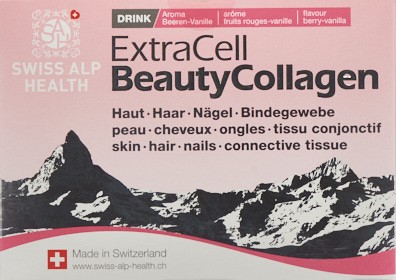 DRINK
Aroma
Beeren-Vanille
arôme
fruits rouges-vanille
flavour
berry-vanilla
SWISS ALP
HEALTH
ExtraCell
BeautyCollagen
Haut · Haar · Nägel · Bindegewebe
peau · cheveux · ongles · tissu conjonctif
skin · hair · nails · connective tissue
Made in Switzerland
www.swiss-alp-health.ch